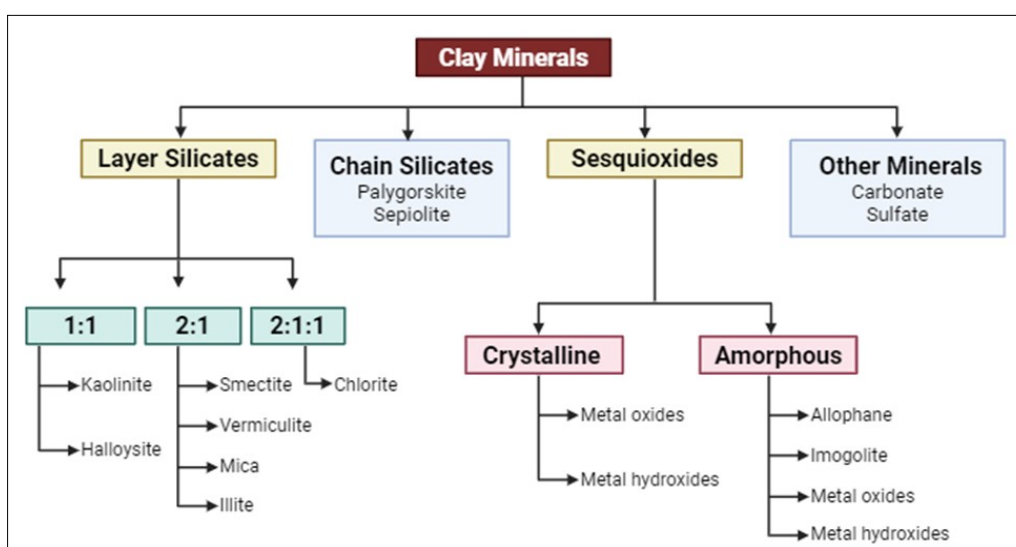 Clay Minerals
Layer Silicates
Chain Silicates
Palygorskite
Sepiolite
Sesquioxides
Other Minerals
Carbonate
Sulfate
1:1
2:1
2:1:1
Kaolinite
Halloysite
Smectite
Vermiculite
Mica
Illite
Chlorite
Crystalline
Metal oxides
Metal hydroxides
Amorphous
Allophane
Imogolite
Metal oxides
Metal hydroxides